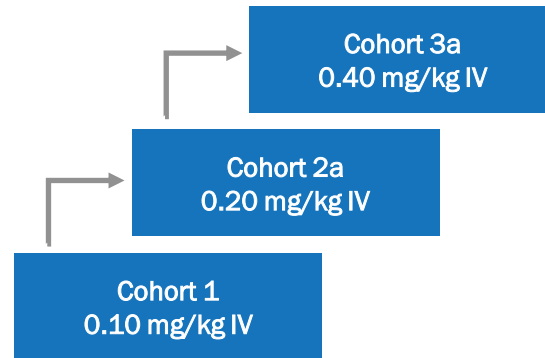 Cohort 3a
0.40 mg/kg IV
Cohort 2a
0.20 mg/kg IV
Cohort 1
0.10 mg/kg IV